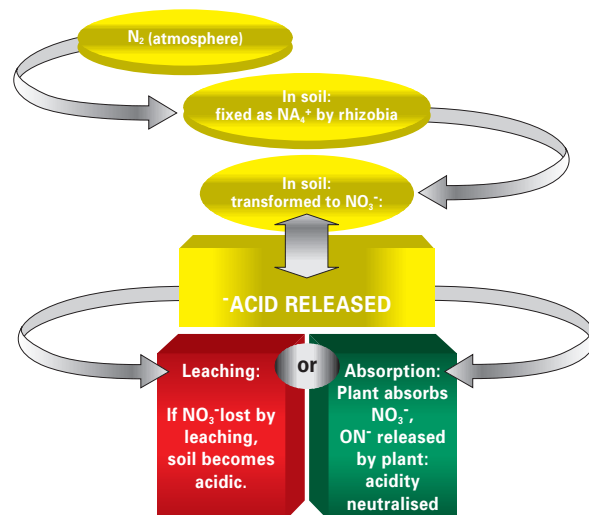 N₂ (atmosphere)
In soil:
fixed as NA₄⁺ by rhizobia
In soil:
transformed to NO₃⁻:
⁻ACID RELEASED
or
Leaching:
If NO₃⁻lost by
leaching,
soil becomes
acidic.
Absorption:
Plant absorbs
NO₃⁻,
ON⁻ released
by plant:
acidity
neutralised